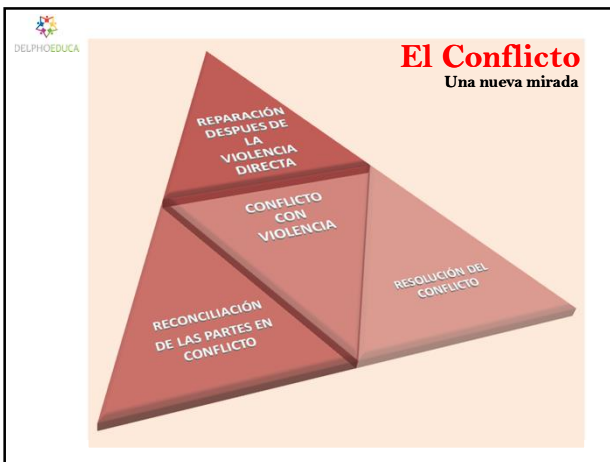 DELPHOEDUCA
El Conflicto
Una nueva mirada
REPARACIÓN
DESPUES DE
LA
VIOLENCIA
DIRECTA
CONFLICTO
CON
VIOLENCIA
RECONCILIACIÓN
DE LAS PARTES EN
CONFLICTO
RESOLUCIÓN DEL
CONFLICTO